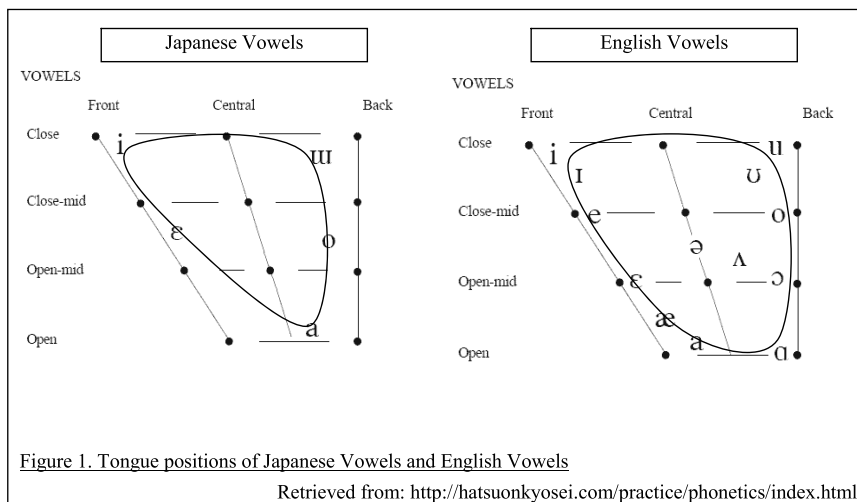 Japanese Vowels
VOWELS
Front Central Back
Close
Close-mid
Open-mid
Open
i
ɯ
ɛ
o
a
English Vowels
VOWELS
Front Central Back
Close
Close-mid
Open-mid
Open
i
u
ɪ
ʊ
e
o
ə
ʌ
ɛ
ɔ
æ
a
ɑ
Figure 1. Tongue positions of Japanese Vowels and English Vowels
Retrieved from: http://hatsuonkyosei.com/practice/phonetics/index.html